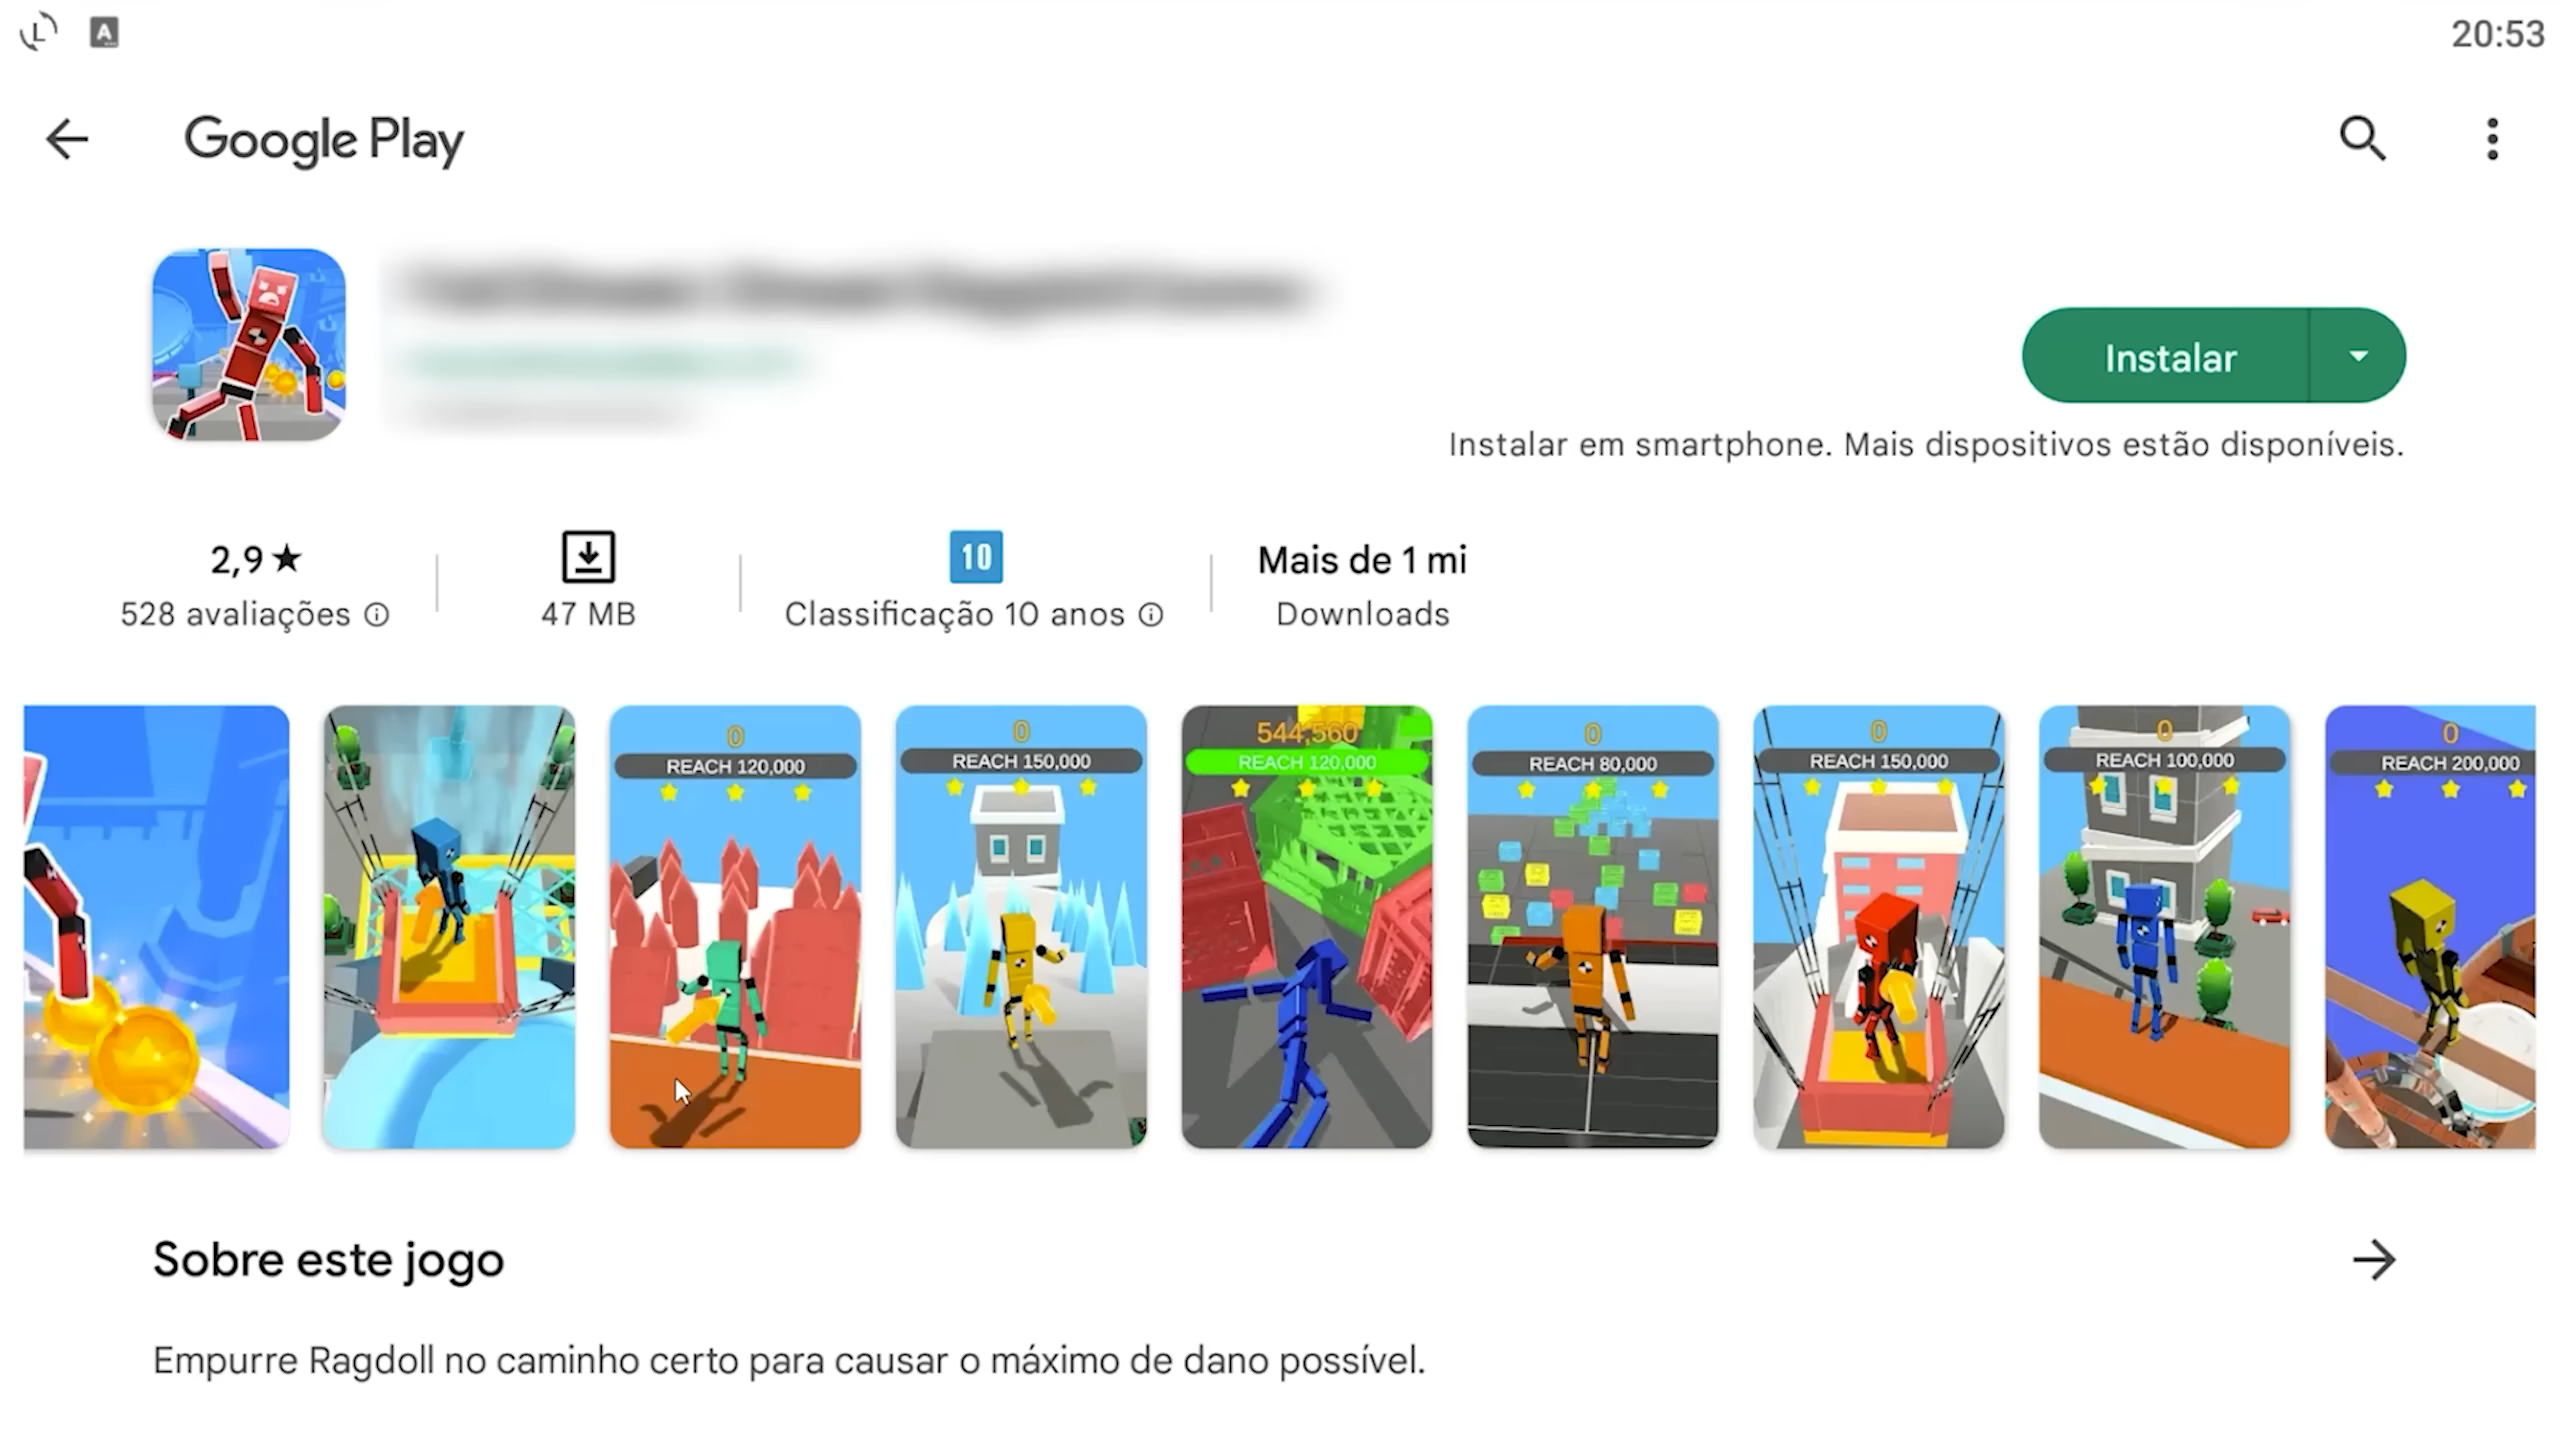 20:53
Google Play
Instalar
Instalar em smartphone. Mais dispositivos estão disponíveis.
2,9★
528 avaliações
47 MB
10
Classificação 10 anos
Mais de 1 mi
Downloads
0
REACH 120,000
0
REACH 150,000
544,560
REACH 120,000
0
REACH 80,000
0
REACH 150,000
0
REACH 100,000
0
REACH 200,000
Sobre este jogo
Empurre Ragdoll no caminho certo para causar o máximo de dano possível.